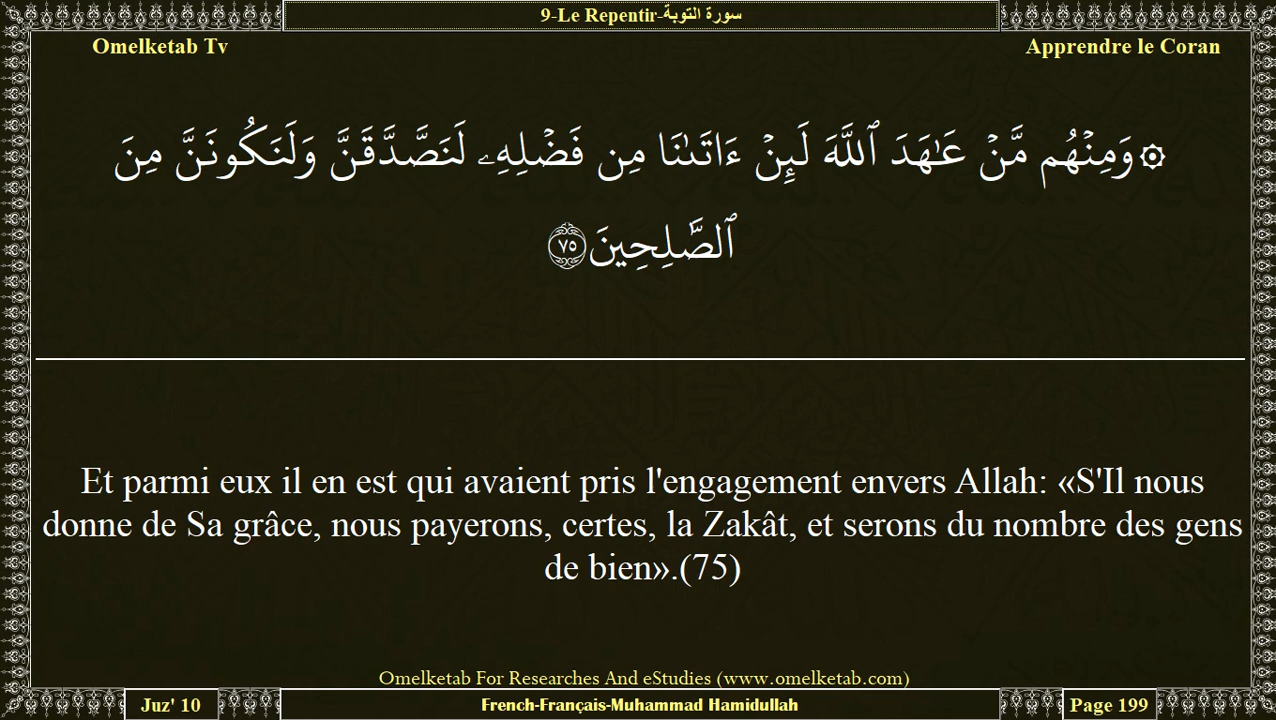 9-Le Repentir-سورة التوبة
Omelketab Tv
Apprendre le Coran
۞ وَمِنۡهُم مَّنۡ عَٰهَدَ ٱللَّهَ لَئِنۡ ءَاتَىٰنَا مِن فَضۡلِهِۦ لَنَصَّدَّقَنَّ وَلَنَكُونَنَّ مِنَ
ٱلصَّٰلِحِينَ ٧٥
Et parmi eux il en est qui avaient pris l'engagement envers Allah: «S'Il nous
donne de Sa grâce, nous payerons, certes, la Zakât, et serons du nombre des gens
de bien».(75)
Omelketab For Researches And eStudies (www.omelketab.com)
Juz' 10
French-Français-Muhammad Hamidullah
Page 199